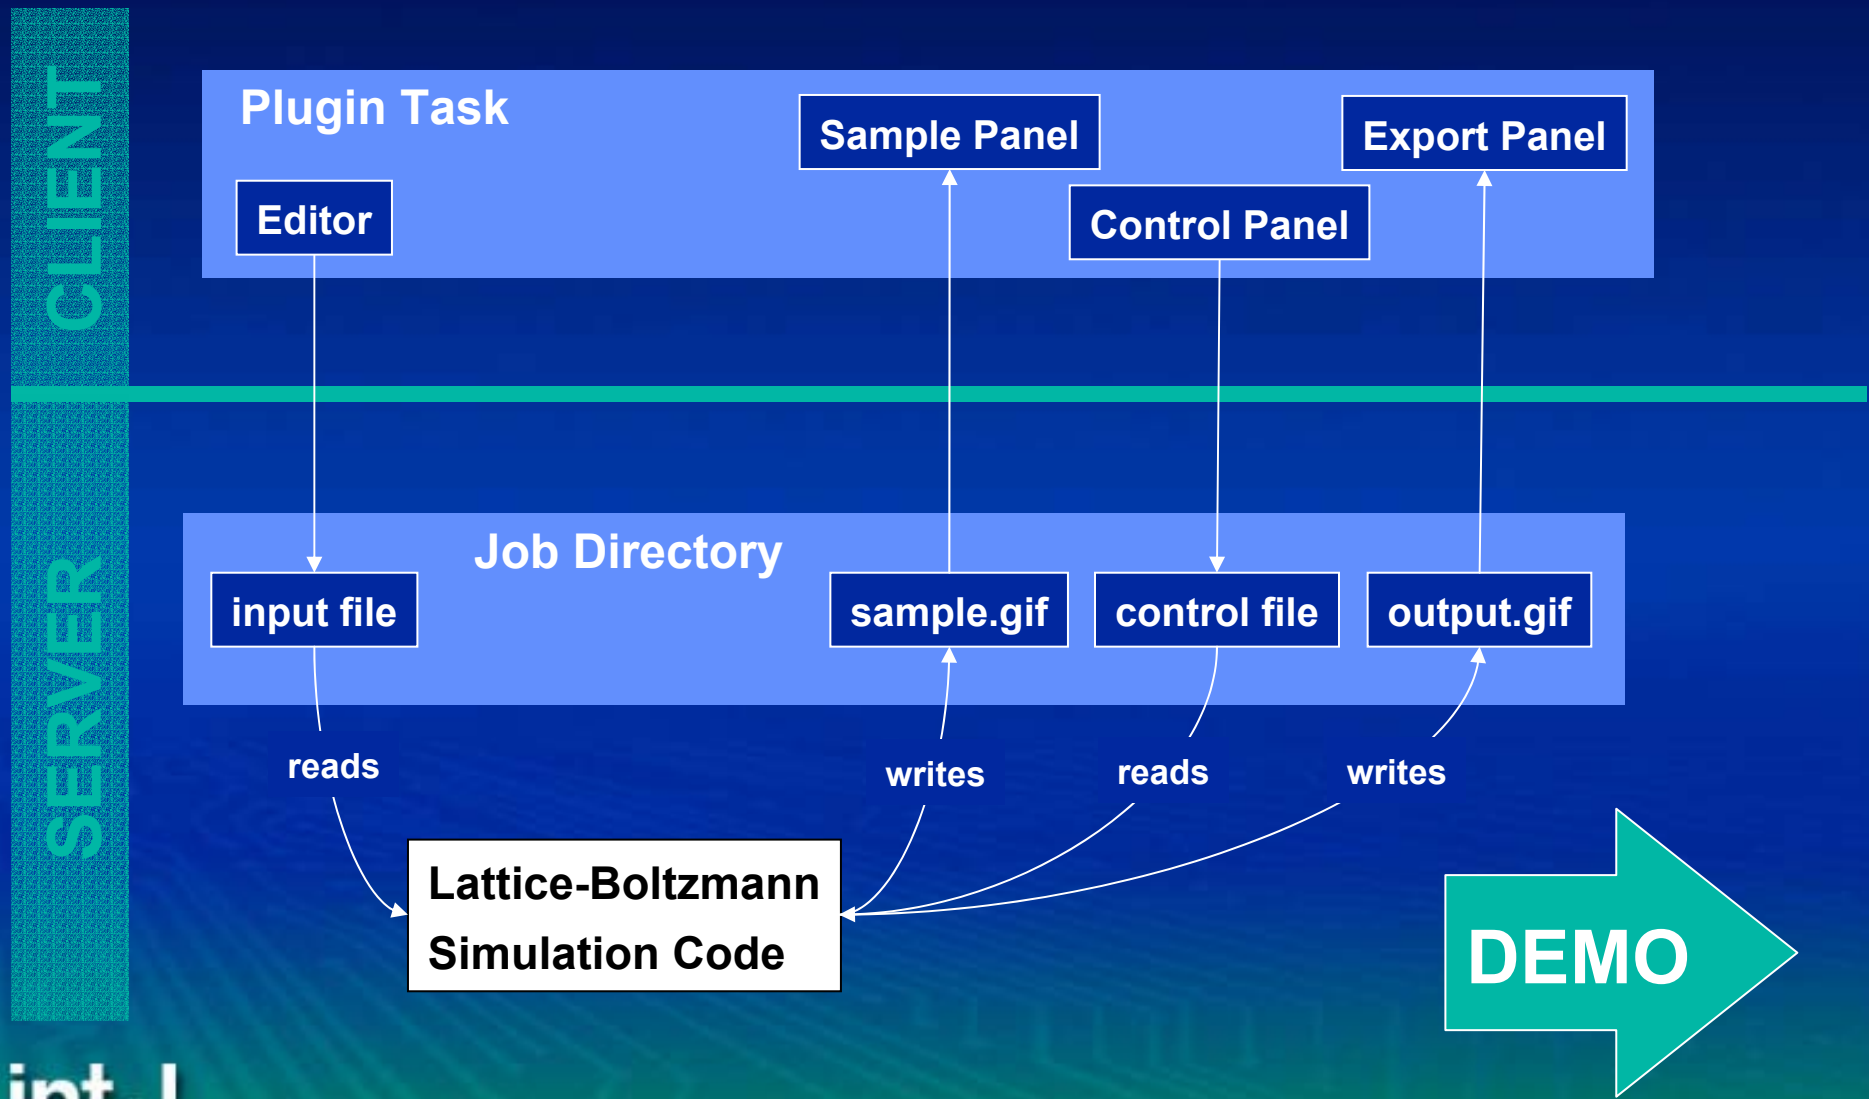 CLIENT
Plugin Task
Sample Panel
Export Panel
Editor
Control Panel
SERVER
Job Directory
input file
sample.gif
control file
output.gif
reads
writes
reads
writes
Lattice-Boltzmann
Simulation Code
DEMO